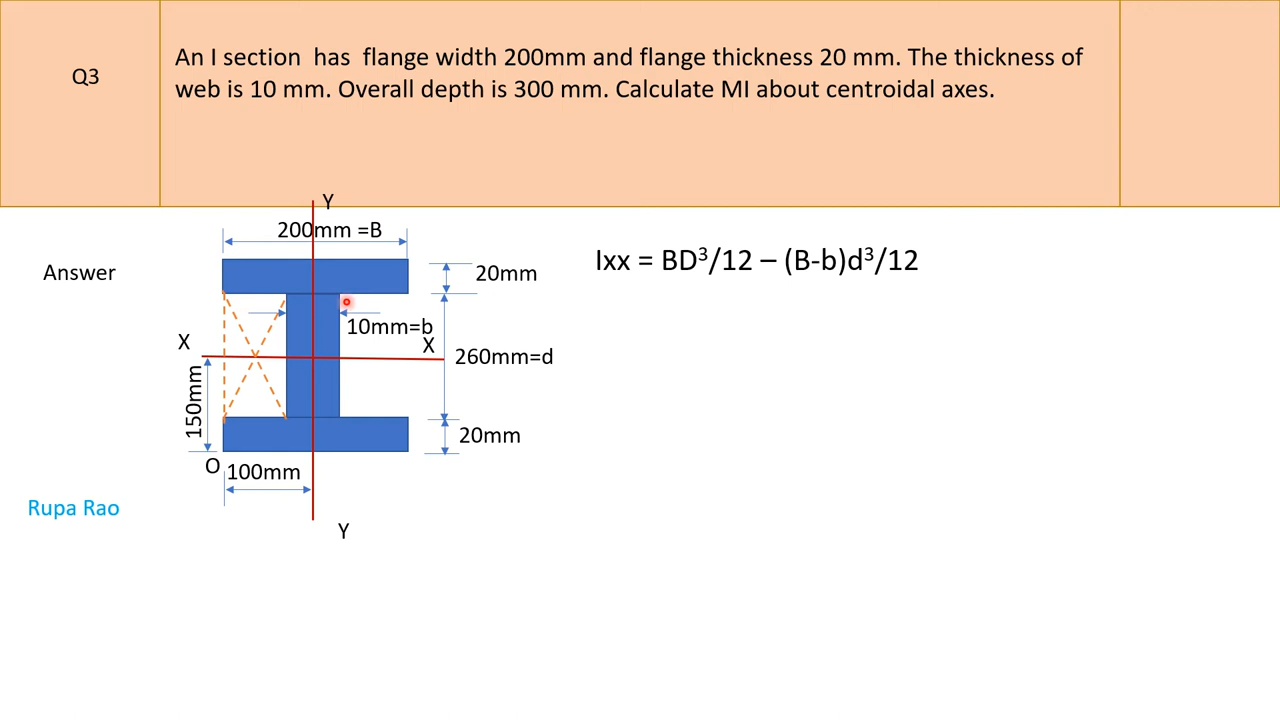 Q3
An I section has flange width 200mm and flange thickness 20 mm. The thickness of
web is 10 mm. Overall depth is 300 mm. Calculate MI about centroidal axes.
Y
200mm =B
Answer
Ixx = BD³/12 – (B-b)d³/12
20mm
10mm=b
X
X
260mm=d
150mm
20mm
O
100mm
Rupa Rao
Y